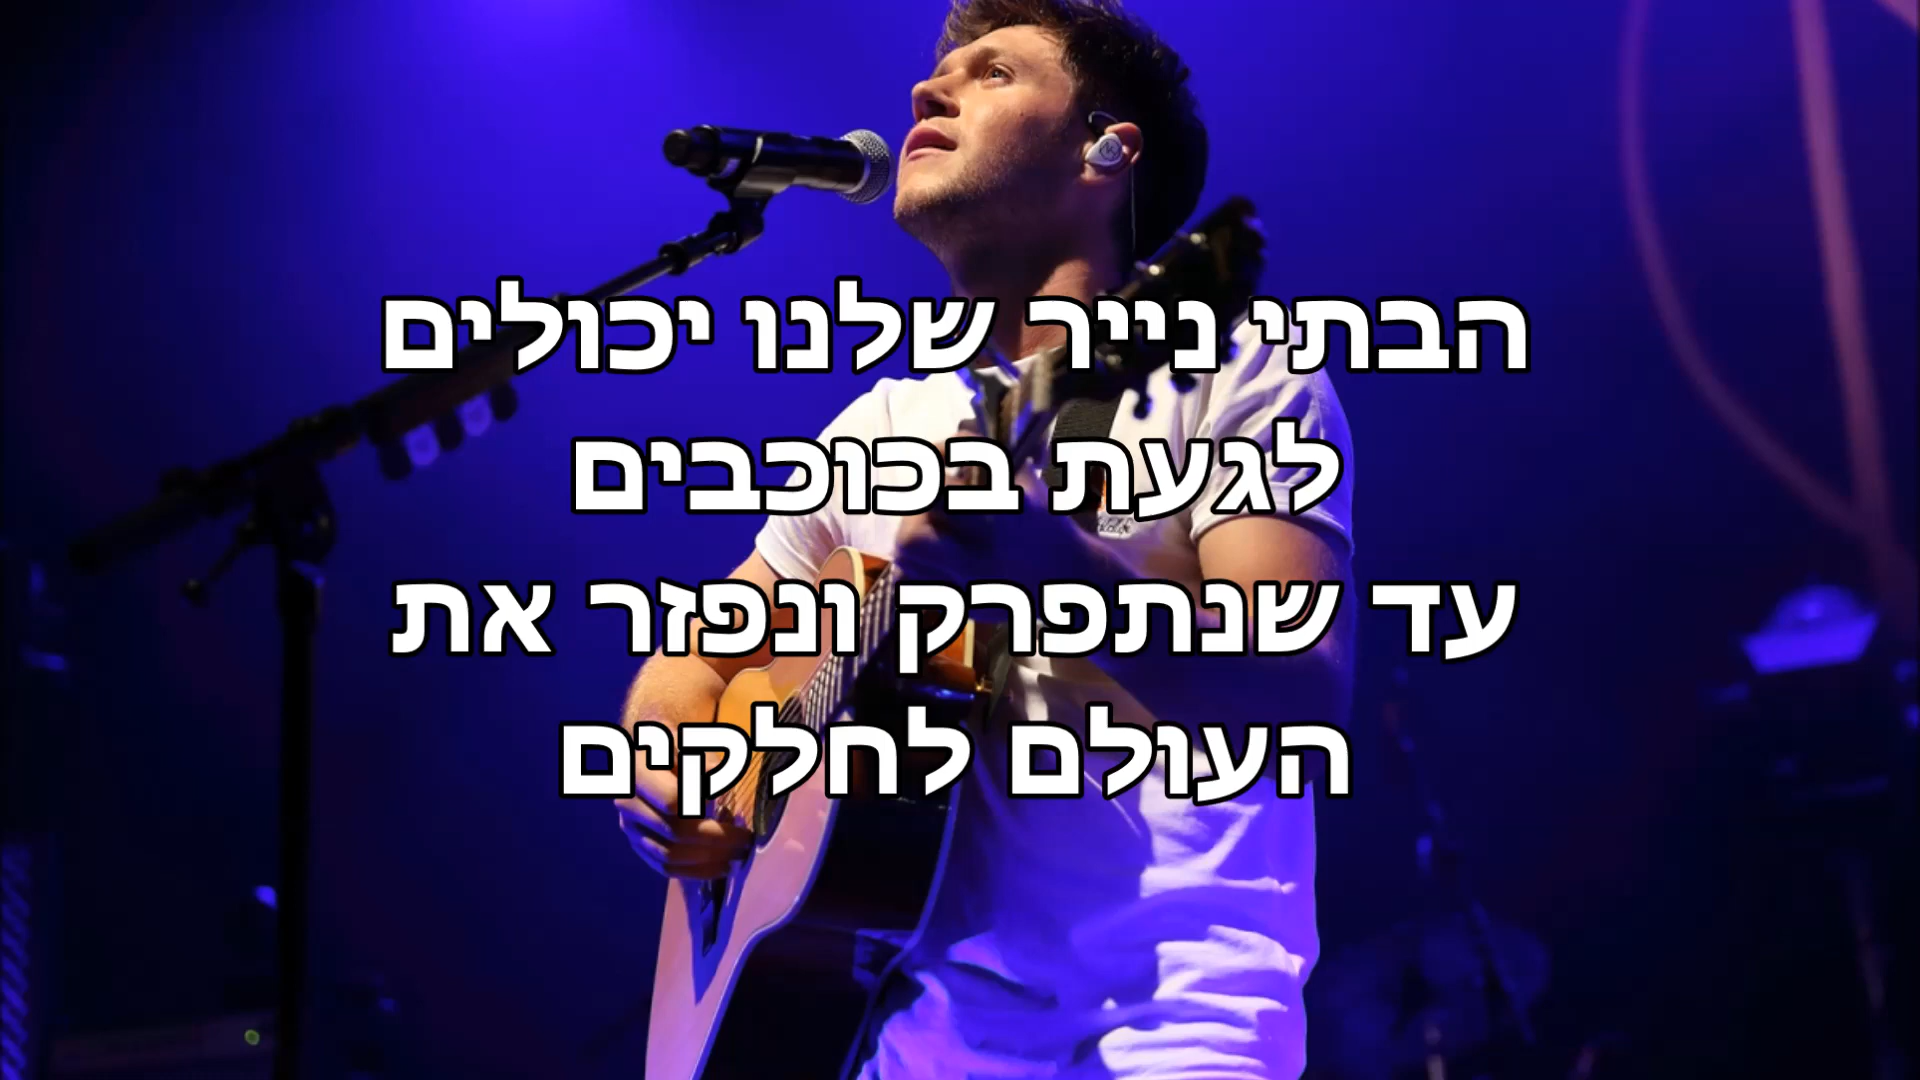 הבתי נייר שלנו יכולים
לגעת בכוכבים
עד שנתפרק ונפזר את
העולם לחלקים